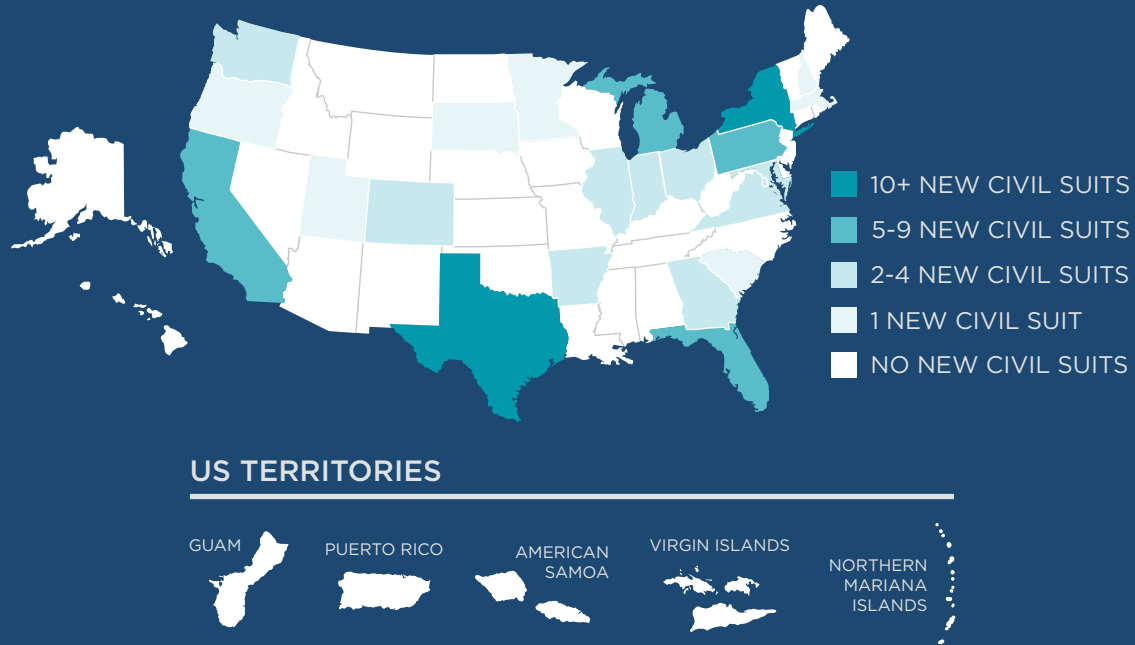 10+ NEW CIVIL SUITS
5-9 NEW CIVIL SUITS
2-4 NEW CIVIL SUITS
1 NEW CIVIL SUIT
NO NEW CIVIL SUITS
US TERRITORIES
GUAM
PUERTO RICO
AMERICAN
SAMOA
VIRGIN ISLANDS
NORTHERN
MARIANA
ISLANDS